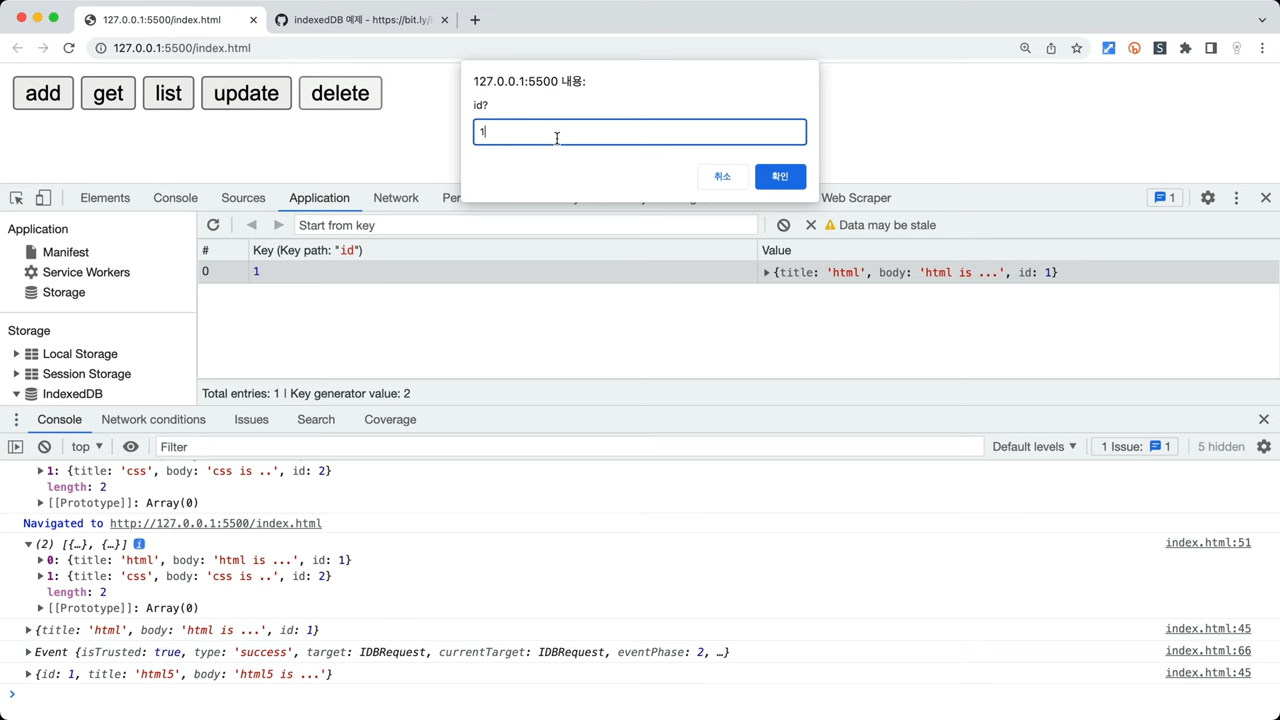 127.0.0.1:5500/index.html
indexedDB 예제 - https://bit.ly/i
127.0.0.1:5500/index.html
add
get
list
update
delete
127.0.0.1:5500 내용:
id?
1
취소
확인
Elements
Console
Sources
Application
Network
Web Scraper
1
Application
Manifest
Service Workers
Storage
Storage
Local Storage
Session Storage
IndexedDB
Start from key
Data may be stale
# Key (Key path: "id") Value
0 1 {title: 'html', body: 'html is ...', id: 1}
Total entries: 1 | Key generator value: 2
Console
Network conditions
Issues
Search
Coverage
top
Filter
Default levels
1 Issue: 1
5 hidden
1: {title: 'css', body: 'css is ..', id: 2}
length: 2
[[Prototype]]: Array(0)
Navigated to http://127.0.0.1:5500/index.html
(2) [{…}, {…}] i index.html:51
0: {title: 'html', body: 'html is ...', id: 1}
1: {title: 'css', body: 'css is ..', id: 2}
length: 2
[[Prototype]]: Array(0)
{title: 'html', body: 'html is ...', id: 1} index.html:45
Event {isTrusted: true, type: 'success', target: IDBRequest, currentTarget: IDBRequest, eventPhase: 2, …} index.html:66
{id: 1, title: 'html5', body: 'html5 is ...'} index.html:45